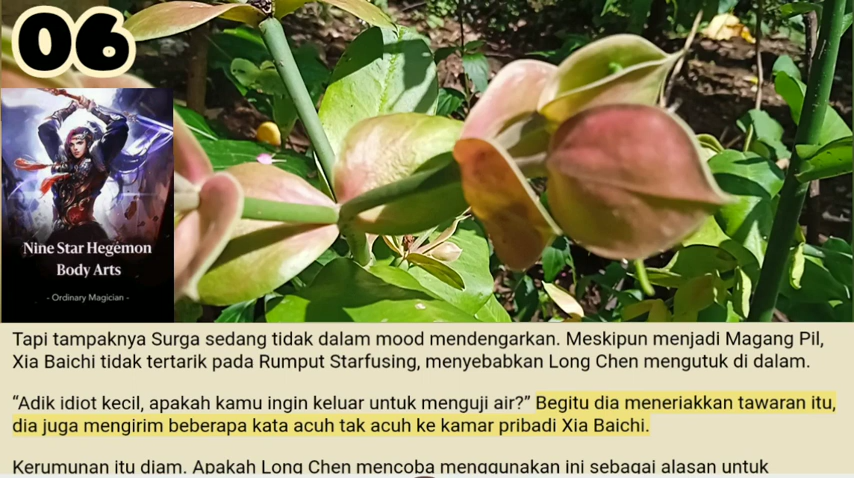 06
Nine Star Hegemon
Body Arts
- Ordinary Magician -
Tapi tampaknya Surga sedang tidak dalam mood mendengarkan. Meskipun menjadi Magang Pil,
Xia Baichi tidak tertarik pada Rumput Starfusing, menyebabkan Long Chen mengutuk di dalam.
“Adik idiot kecil, apakah kamu ingin keluar untuk menguji air?” Begitu dia meneriakkan tawaran itu,
dia juga mengirim beberapa kata acuh tak acuh ke kamar pribadi Xia Baichi.
Kerumunan itu diam. Apakah Long Chen mencoba menggunakan ini sebagai alasan untuk